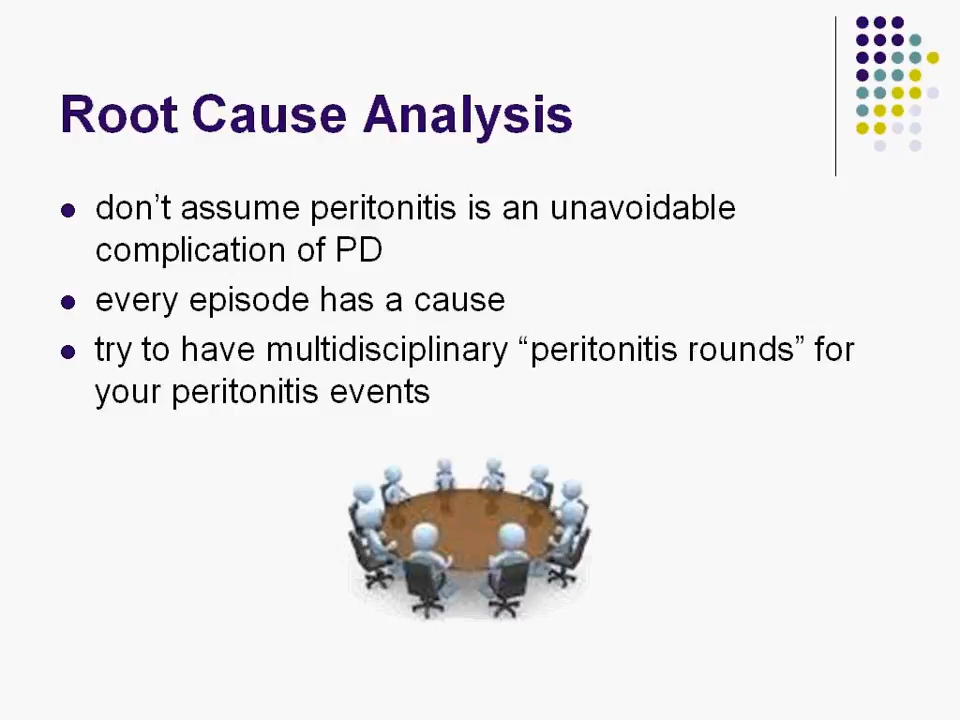 Root Cause Analysis
don't assume peritonitis is an unavoidable
complication of PD
every episode has a cause
try to have multidisciplinary “peritonitis rounds” for
your peritonitis events